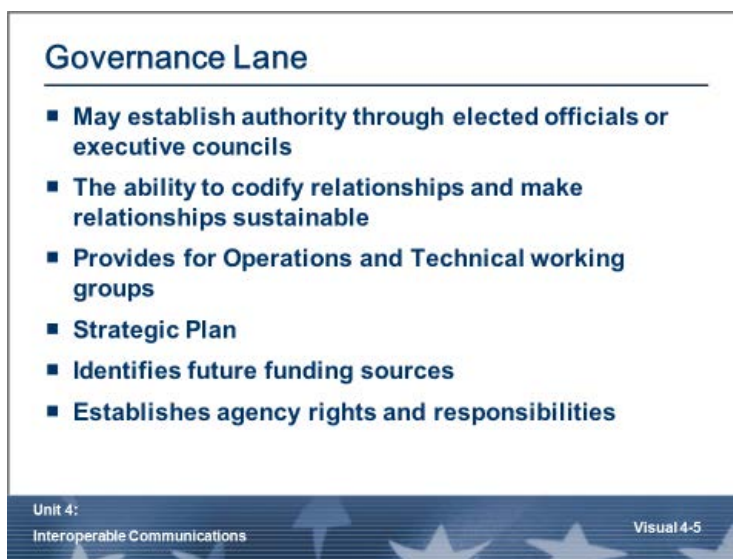 Governance Lane
■ May establish authority through elected officials or
executive councils
■ The ability to codify relationships and make
relationships sustainable
■ Provides for Operations and Technical working
groups
■ Strategic Plan
■ Identifies future funding sources
■ Establishes agency rights and responsibilities
Unit 4:
Interoperable Communications
Visual 4-5